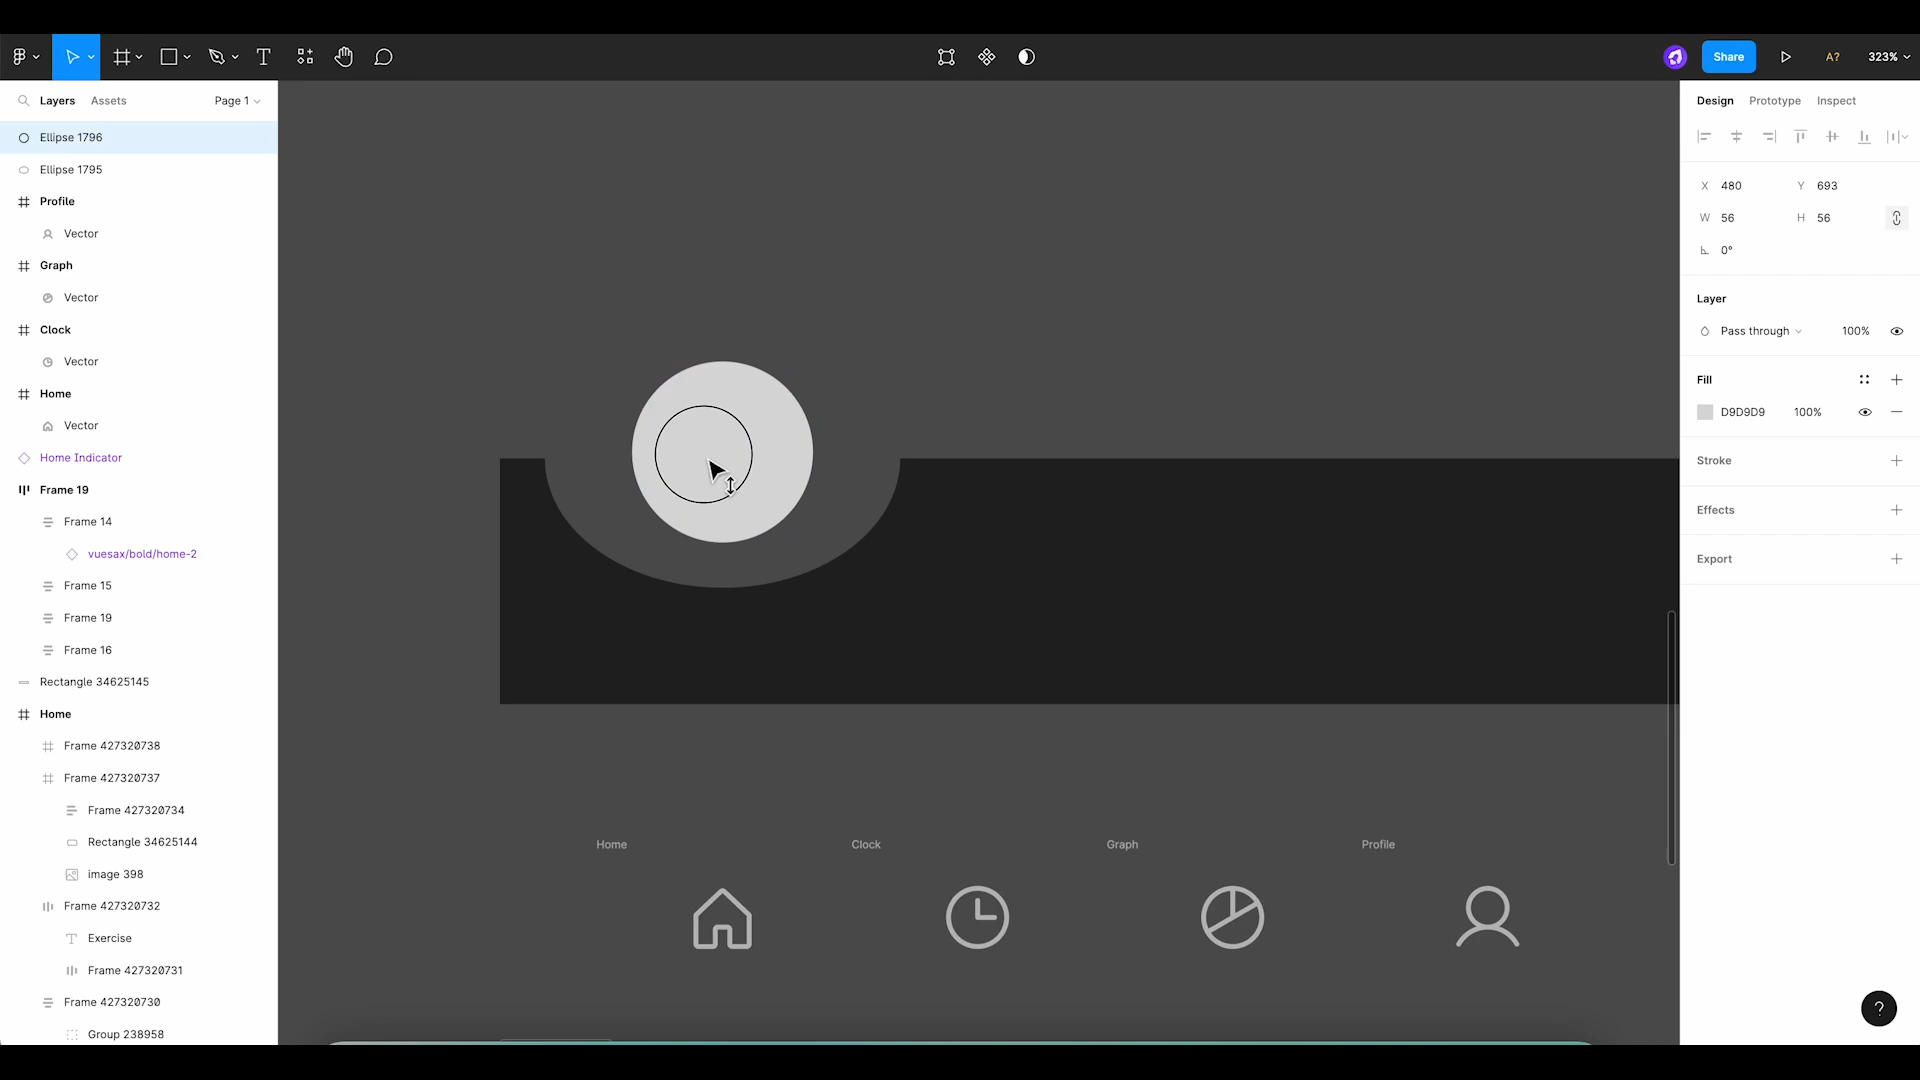 Share
A?
323%
Layers
Assets
Page 1
Ellipse 1796
Ellipse 1795
Profile
Vector
Graph
Vector
Clock
Vector
Home
Vector
Home Indicator
Frame 19
Frame 14
vuesax/bold/home-2
Frame 15
Frame 19
Frame 16
Rectangle 34625145
Home
Frame 427320738
Frame 427320737
Frame 427320734
Rectangle 34625144
image 398
Frame 427320732
Exercise
Frame 427320731
Frame 427320730
Group 238958
Home
Clock
Graph
Profile
Design
Prototype
Inspect
X 480
Y 693
W 56
H 56
0°
Layer
Pass through
100%
Fill
D9D9D9
100%
Stroke
Effects
Export
?